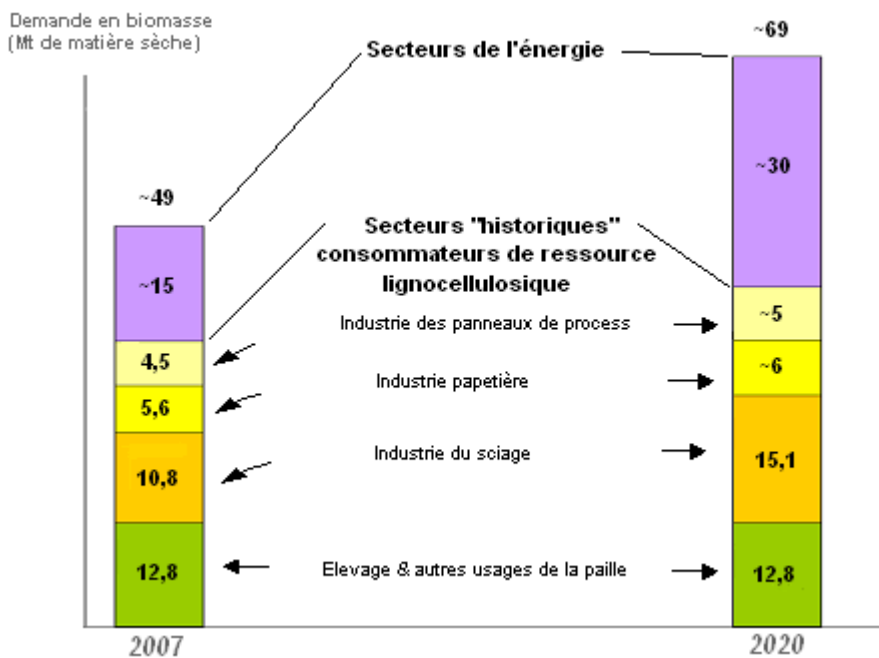 Demande en biomasse
(Mt de matière sèche)
~69
Secteurs de l'énergie
~49
~30
Secteurs "historiques"
consommateurs de ressource
lignocellulosique
~15
Industrie des panneaux de process
~5
4,5
Industrie papetière
~6
5,6
Industrie du sciage
15,1
10,8
Elevage & autres usages de la paille
12,8
12,8
2007
2020